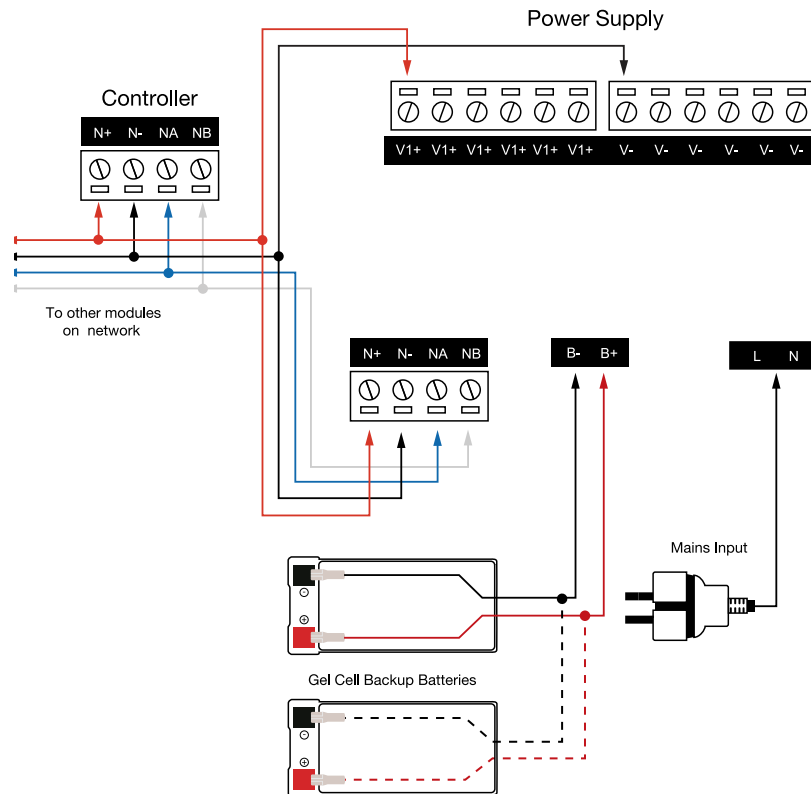 Power Supply
Controller
N+ N- NA NB
V1+ V1+ V1+ V1+ V1+ V1+ V- V- V- V- V- V-
To other modules
on network
N+ N- NA NB
B- B+
L N
Mains Input
Gel Cell Backup Batteries